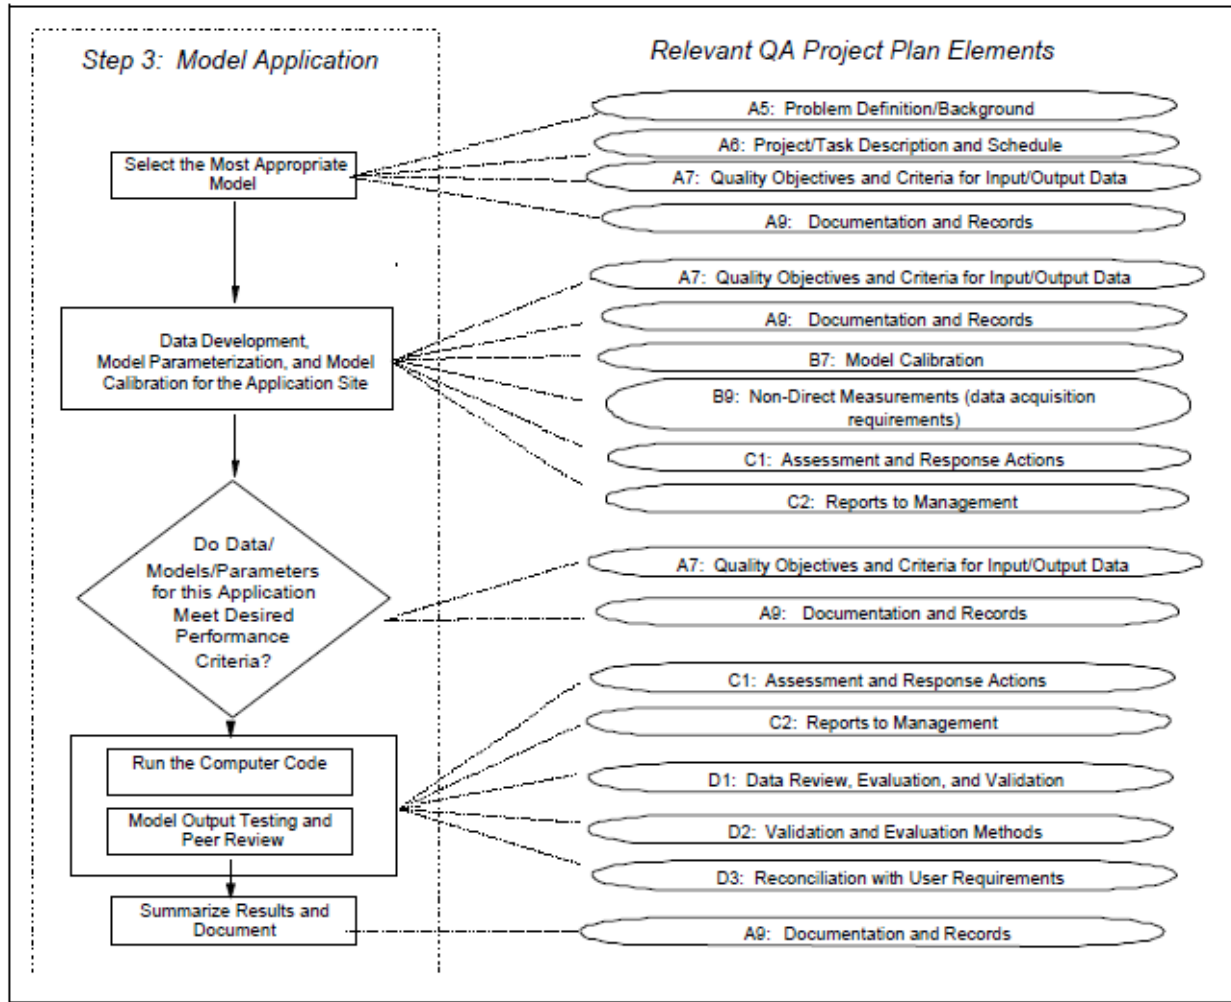 Step 3: Model Application
Relevant QA Project Plan Elements
Select the Most Appropriate
Model
A5: Problem Definition/Background
A6: Project/Task Description and Schedule
A7: Quality Objectives and Criteria for Input/Output Data
A9: Documentation and Records
Data Development,
Model Parameterization, and Model
Calibration for the Application Site
A7: Quality Objectives and Criteria for Input/Output Data
A9: Documentation and Records
B7: Model Calibration
B9: Non-Direct Measurements (data acquisition
requirements)
C1: Assessment and Response Actions
C2: Reports to Management
Do Data/
Models/Parameters
for this Application
Meet Desired
Performance
Criteria?
A7: Quality Objectives and Criteria for Input/Output Data
A9: Documentation and Records
Run the Computer Code
Model Output Testing and
Peer Review
C1: Assessment and Response Actions
C2: Reports to Management
D1: Data Review, Evaluation, and Validation
D2: Validation and Evaluation Methods
D3: Reconciliation with User Requirements
Summarize Results and
Document
A9: Documentation and Records